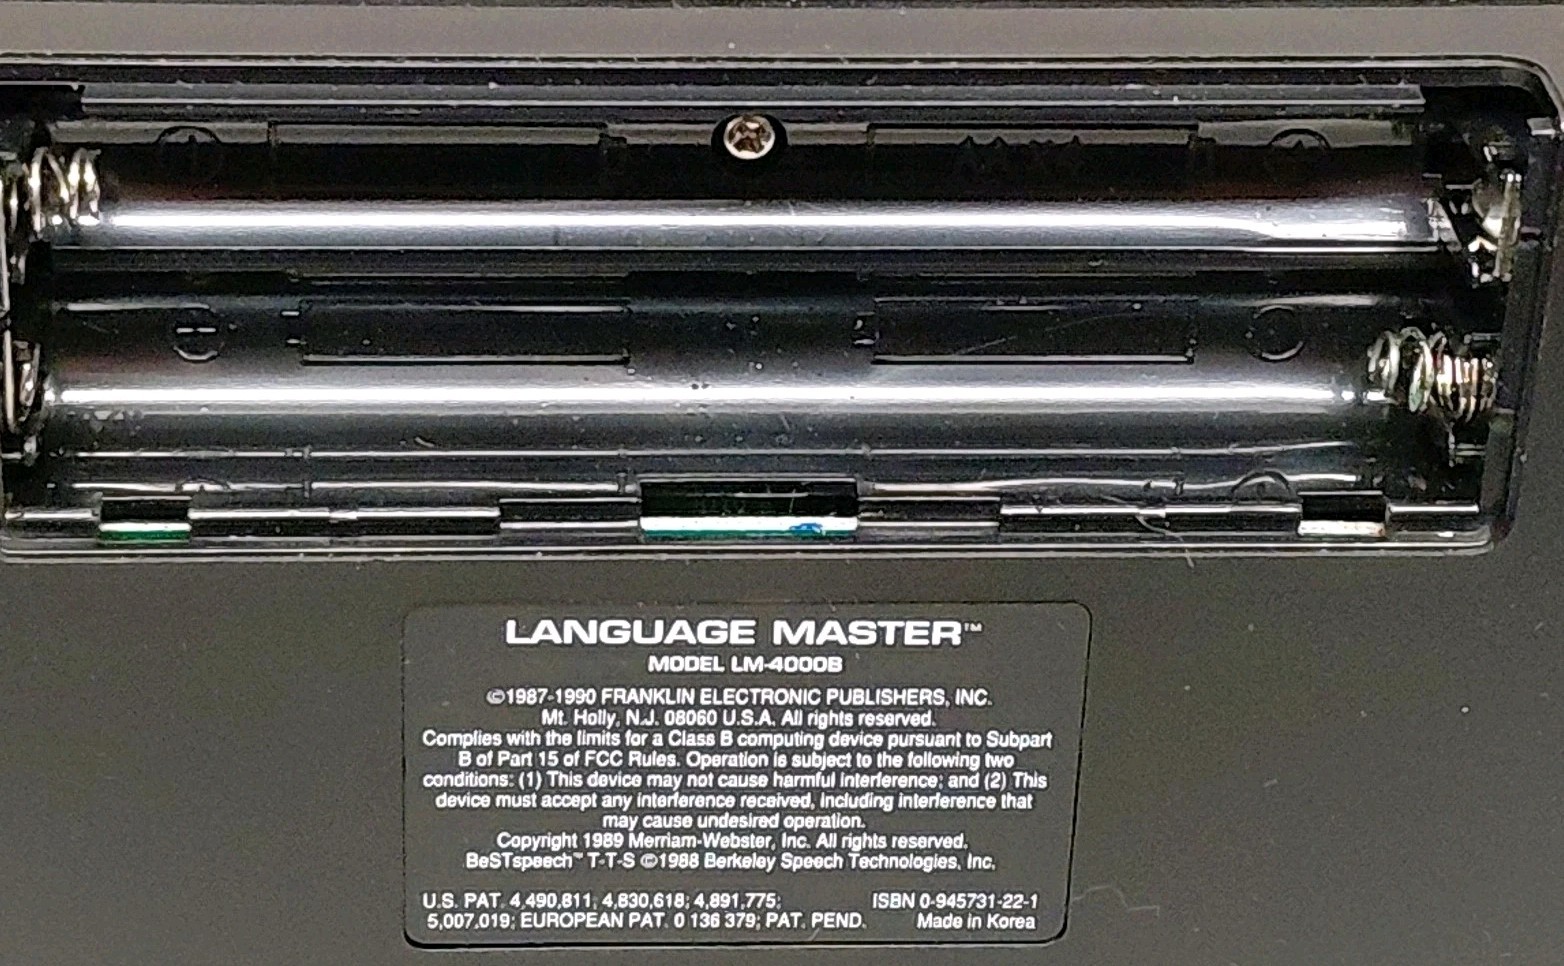 LANGUAGE MASTER™
MODEL LM-4000B
©1987-1990 FRANKLIN ELECTRONIC PUBLISHERS, INC.
Mt. Holly, N.J. 08060 U.S.A. All rights reserved.
Complies with the limits for a Class B computing device pursuant to Subpart
B of Part 15 of FCC Rules. Operation is subject to the following two
conditions: (1) This device may not cause harmful interference; and (2) This
device must accept any interference received, including interference that
may cause undesired operation.
Copyright 1989 Merriam-Webster, Inc. All rights reserved.
BeSTspeech™ T-T-S ©1988 Berkeley Speech Technologies, Inc.
U.S. PAT. 4,490,811; 4,830,618; 4,891,775; ISBN 0-945731-22-1
5,007,019; EUROPEAN PAT. 0 136 379; PAT. PEND. Made in Korea